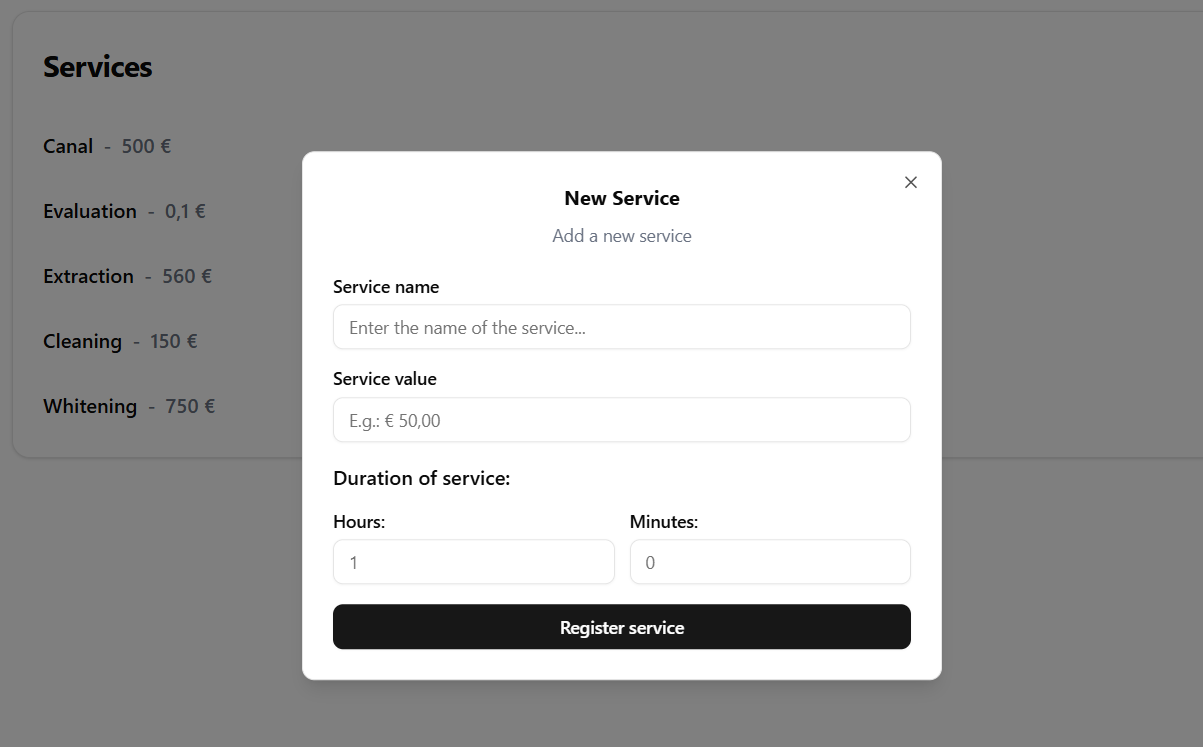 Services
Canal - 500 €
Evaluation - 0,1 €
Extraction - 560 €
Cleaning - 150 €
Whitening - 750 €
New Service
Add a new service
Service name
Enter the name of the service...
Service value
E.g.: € 50,00
Duration of service:
Hours: Minutes:
1 0
Register service